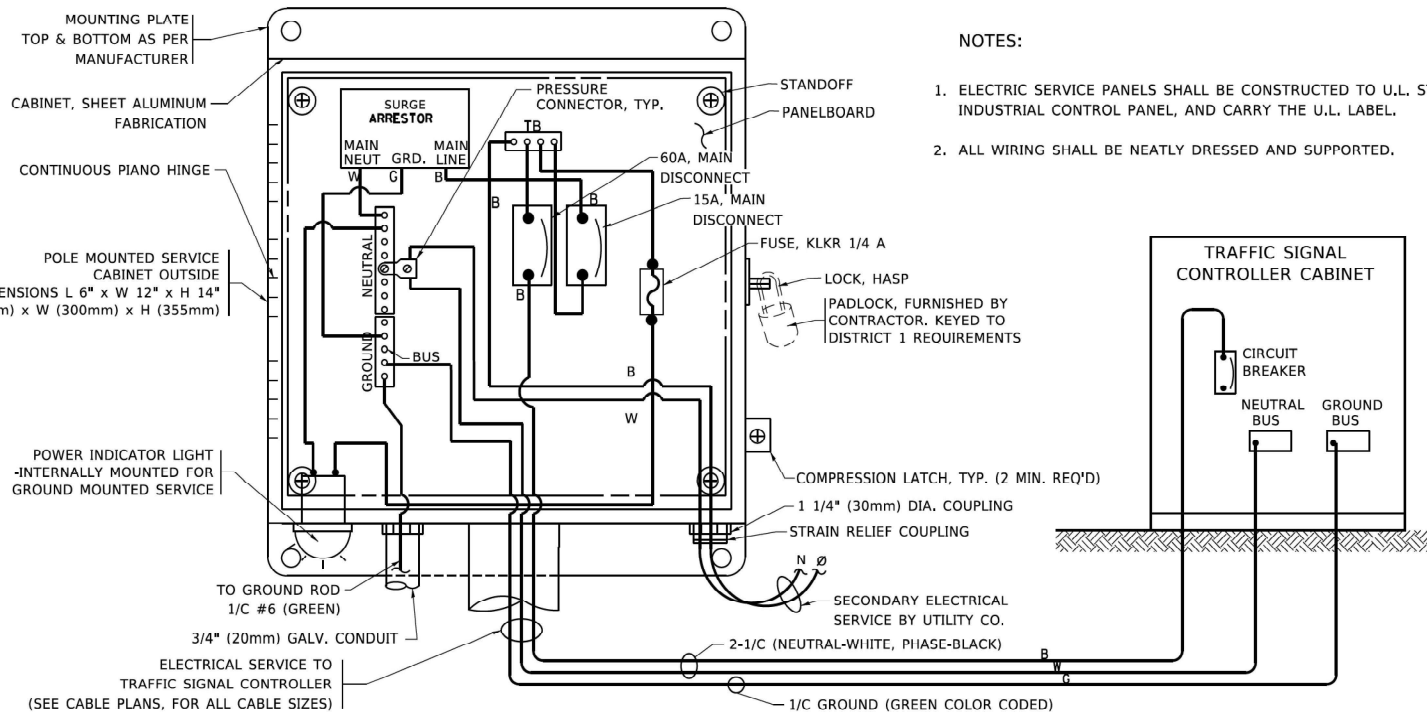 MOUNTING PLATE
TOP & BOTTOM AS PER
MANUFACTURER
CABINET, SHEET ALUMINUM
FABRICATION
CONTINUOUS PIANO HINGE
POLE MOUNTED SERVICE
CABINET OUTSIDE
L 6" x W 12" x H 14"
x W (300mm) x H (355mm)
POWER INDICATOR LIGHT
-INTERNALLY MOUNTED FOR
GROUND MOUNTED SERVICE
TO GROUND ROD
1/C #6 (GREEN)
3/4" (20mm) GALV. CONDUIT
ELECTRICAL SERVICE TO
TRAFFIC SIGNAL CONTROLLER
(SEE CABLE PLANS, FOR ALL CABLE SIZES)
SURGE
ARRESTOR
MAIN NEUT
GRD.
MAIN LINE
W
G
B
PRESSURE
CONNECTOR, TYP.
TB
NEUTRAL
GROUND
BUS
B
B
B
B
W
STANDOFF
PANELBOARD
60A, MAIN
DISCONNECT
15A, MAIN
DISCONNECT
FUSE, KLKR 1/4 A
LOCK, HASP
PADLOCK, FURNISHED BY
CONTRACTOR. KEYED TO
DISTRICT 1 REQUIREMENTS
COMPRESSION LATCH, TYP. (2 MIN. REQ'D)
1 1/4" (30mm) DIA. COUPLING
STRAIN RELIEF COUPLING
N Ø
SECONDARY ELECTRICAL
SERVICE BY UTILITY CO.
2-1/C (NEUTRAL-WHITE, PHASE-BLACK)
B
W
G
1/C GROUND (GREEN COLOR CODED)
NOTES:
1. ELECTRIC SERVICE PANELS SHALL BE CONSTRUCTED TO U.L.
INDUSTRIAL CONTROL PANEL, AND CARRY THE U.L. LABEL.
2. ALL WIRING SHALL BE NEATLY DRESSED AND SUPPORTED.
TRAFFIC SIGNAL
CONTROLLER CABINET
CIRCUIT
BREAKER
NEUTRAL
BUS
GROUND
BUS